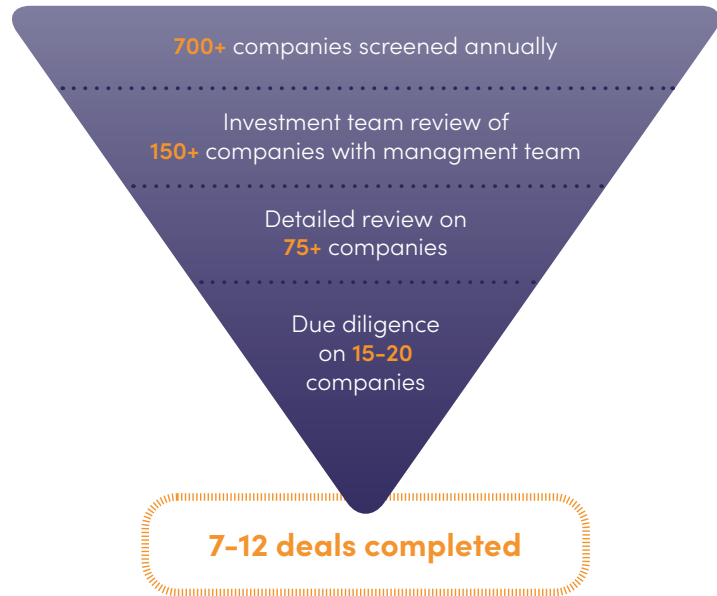 700+ companies screened annually
Investment team review of
150+ companies with managment team
Detailed review on
75+ companies
Due diligence
on 15-20
companies
7-12 deals completed